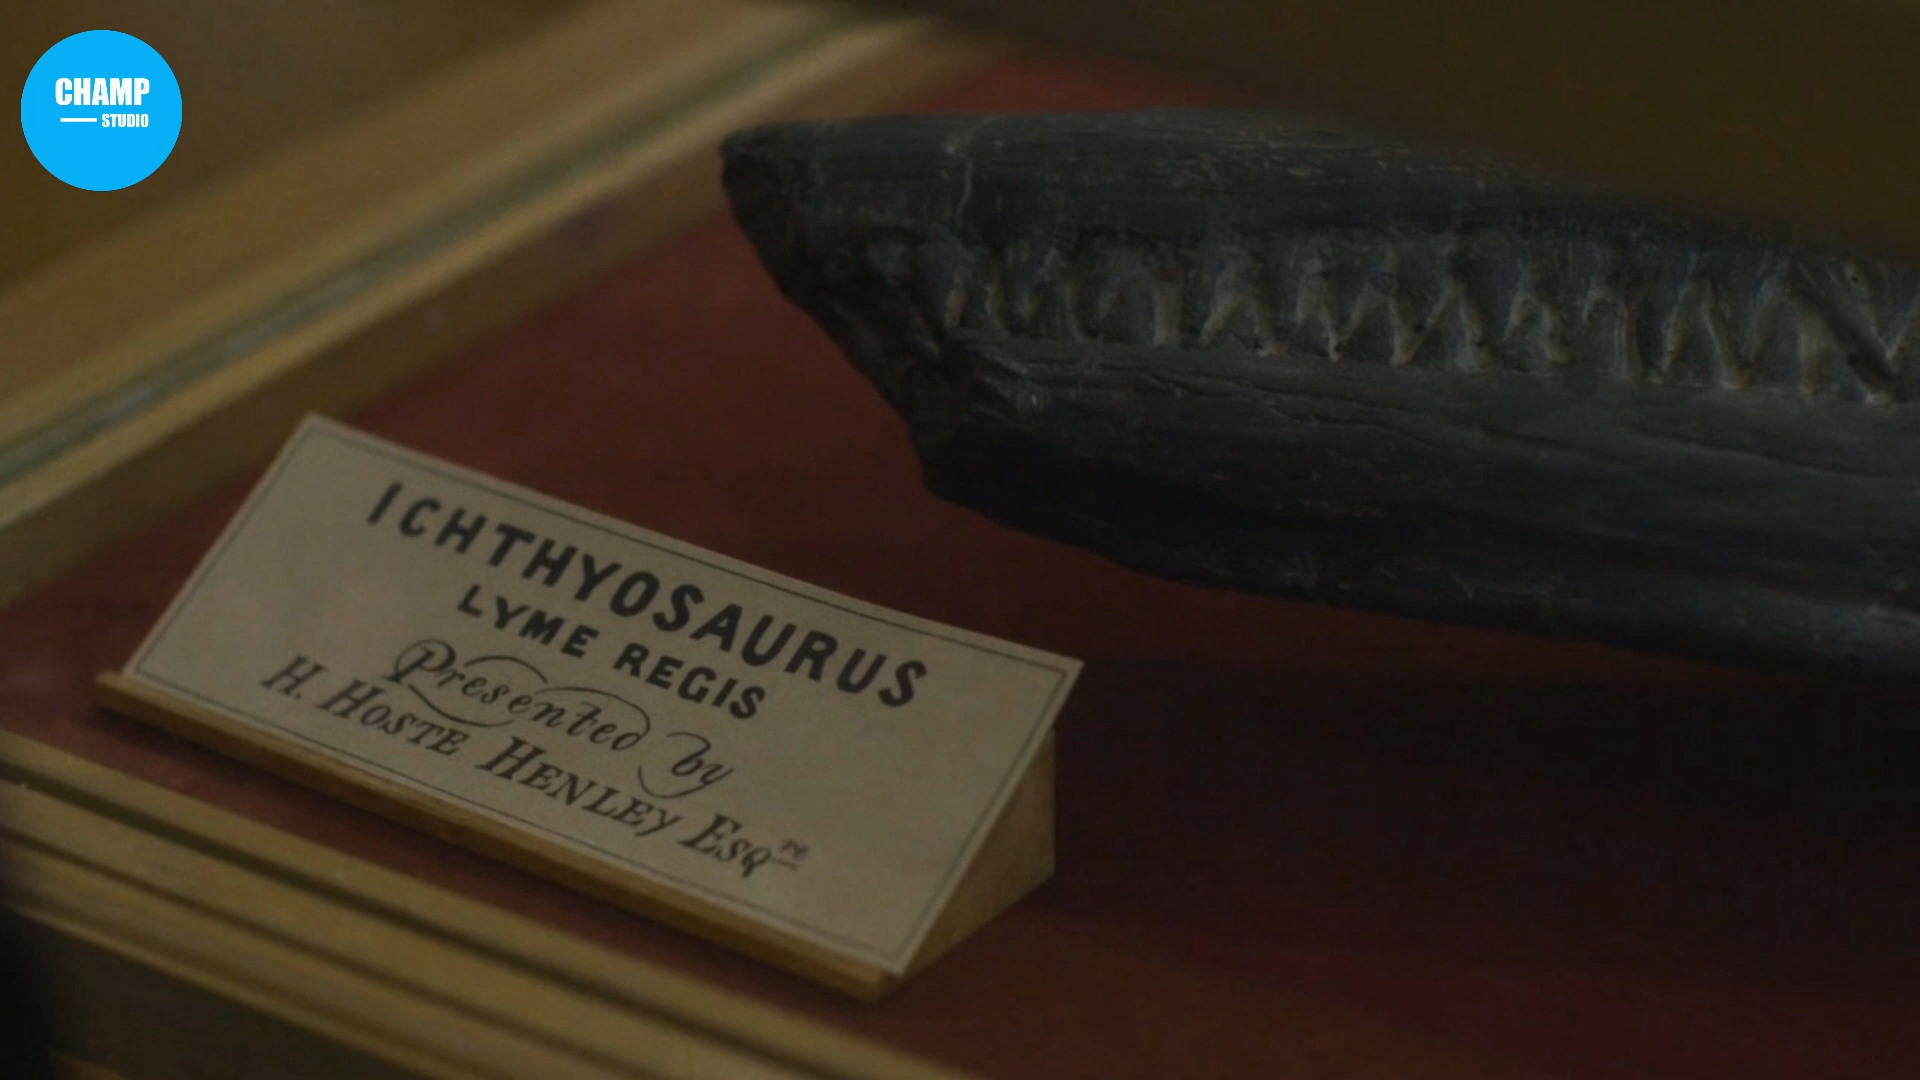 CHAMP
STUDIO
ICHTHYOSAURUS
LYME REGIS
Presented by
H. HOSTE HENLEY ESQRE